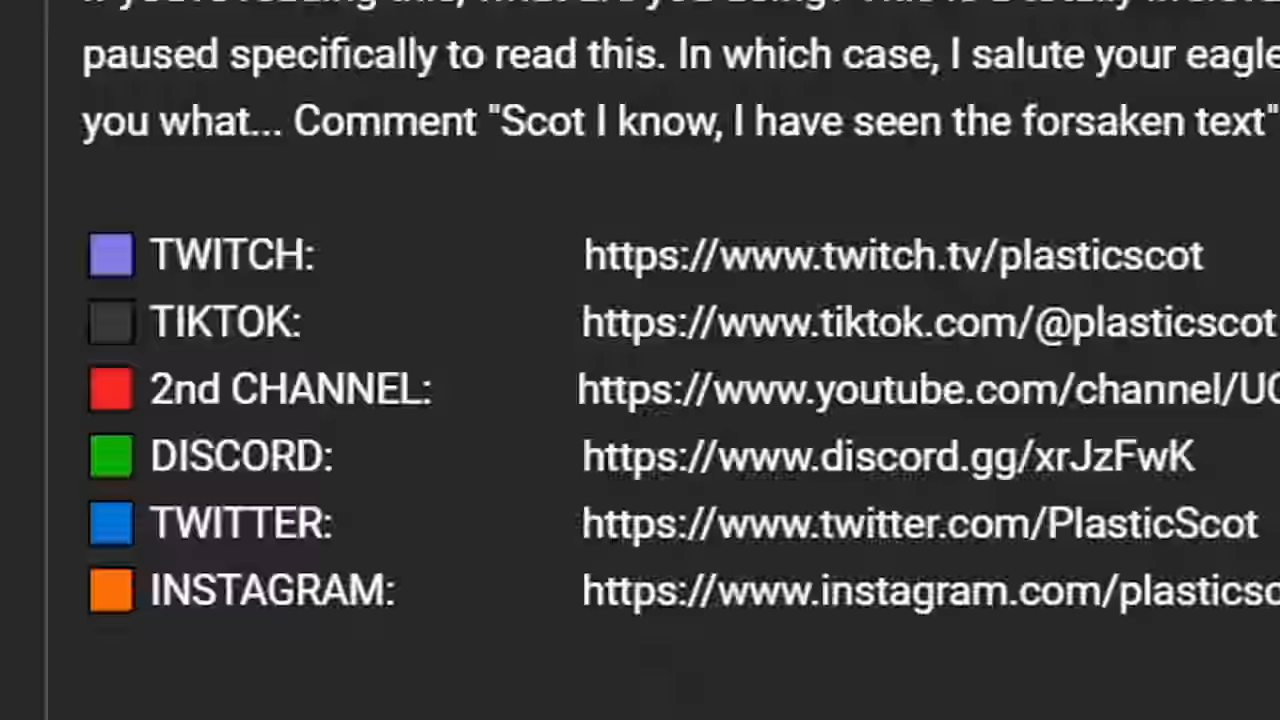 paused specifically to read this. In which case, I salute your eagle
you what... Comment "Scot I know, I have seen the forsaken text"
TWITCH: https://www.twitch.tv/plasticscot
TIKTOK: https://www.tiktok.com/@plasticscot
2nd CHANNEL: https://www.youtube.com/channel/UC
DISCORD: https://www.discord.gg/xrJzFwK
TWITTER: https://www.twitter.com/PlasticScot
INSTAGRAM: https://www.instagram.com/plasticsc